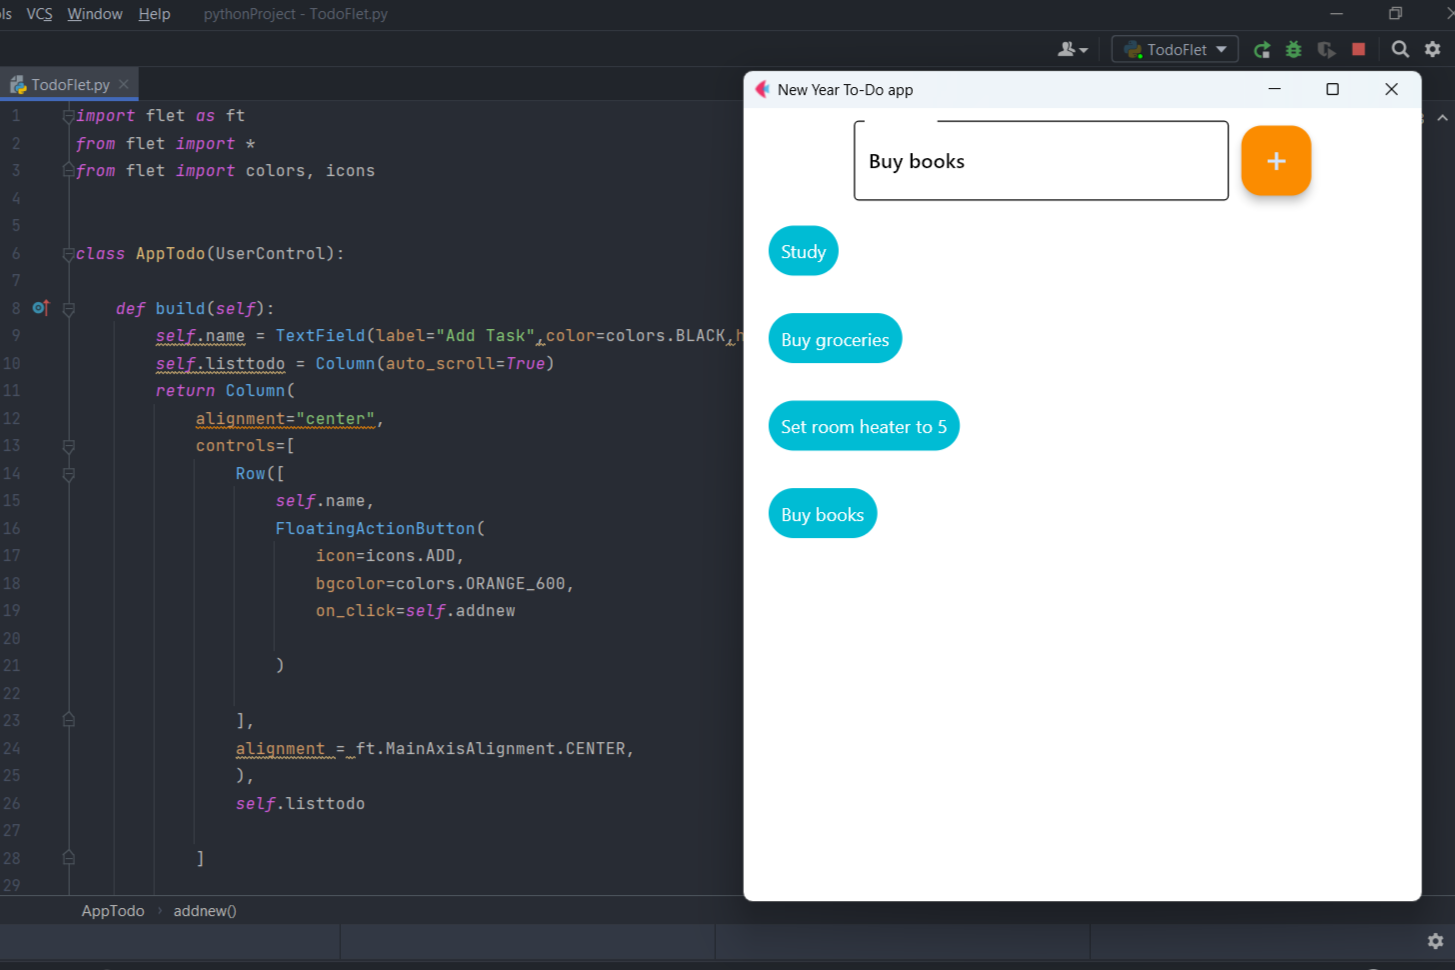 ls VCS Window Help pythonProject - TodoFlet.py
TodoFlet
TodoFlet.py
1 import flet as ft
2 from flet import *
3 from flet import colors, icons
4
5
6 class AppTodo(UserControl):
7
8 def build(self):
9 self.name = TextField(label="Add Task",color=colors.BLACK,h
10 self.listtodo = Column(auto_scroll=True)
11 return Column(
12 alignment="center",
13 controls=[
14 Row([
15 self.name,
16 FloatingActionButton(
17 icon=icons.ADD,
18 bgcolor=colors.ORANGE_600,
19 on_click=self.addnew
20
21 )
22
23 ],
24 alignment = ft.MainAxisAlignment.CENTER,
25 ),
26 self.listtodo
27
28 ]
29
AppTodo › addnew()
New Year To-Do app
Buy books
+
Study
Buy groceries
Set room heater to 5
Buy books